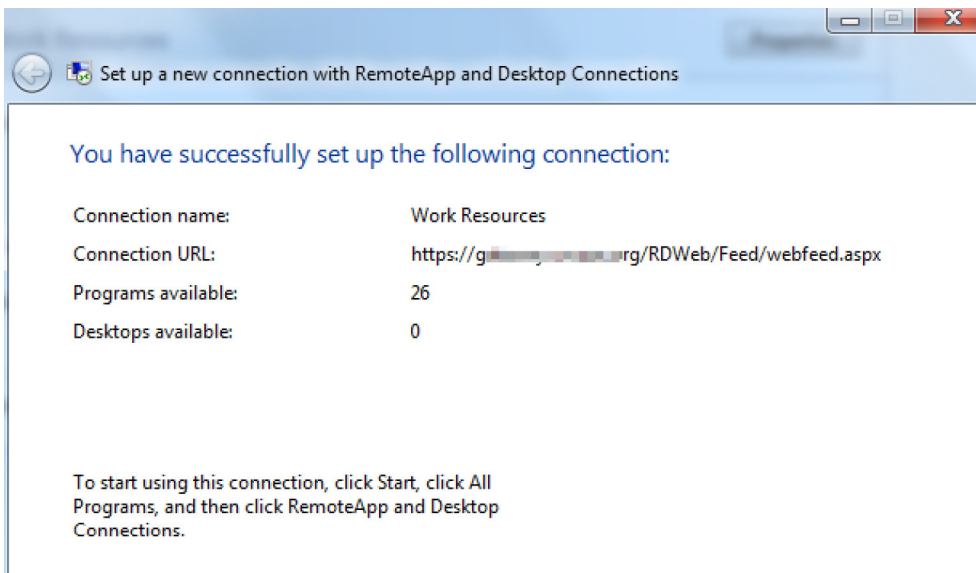 Set up a new connection with RemoteApp and Desktop Connections
You have successfully set up the following connection:
Connection name: Work Resources
Connection URL: https://g rg/RDWeb/Feed/webfeed.aspx
Programs available: 26
Desktops available: 0
To start using this connection, click Start, click All
Programs, and then click RemoteApp and Desktop
Connections.